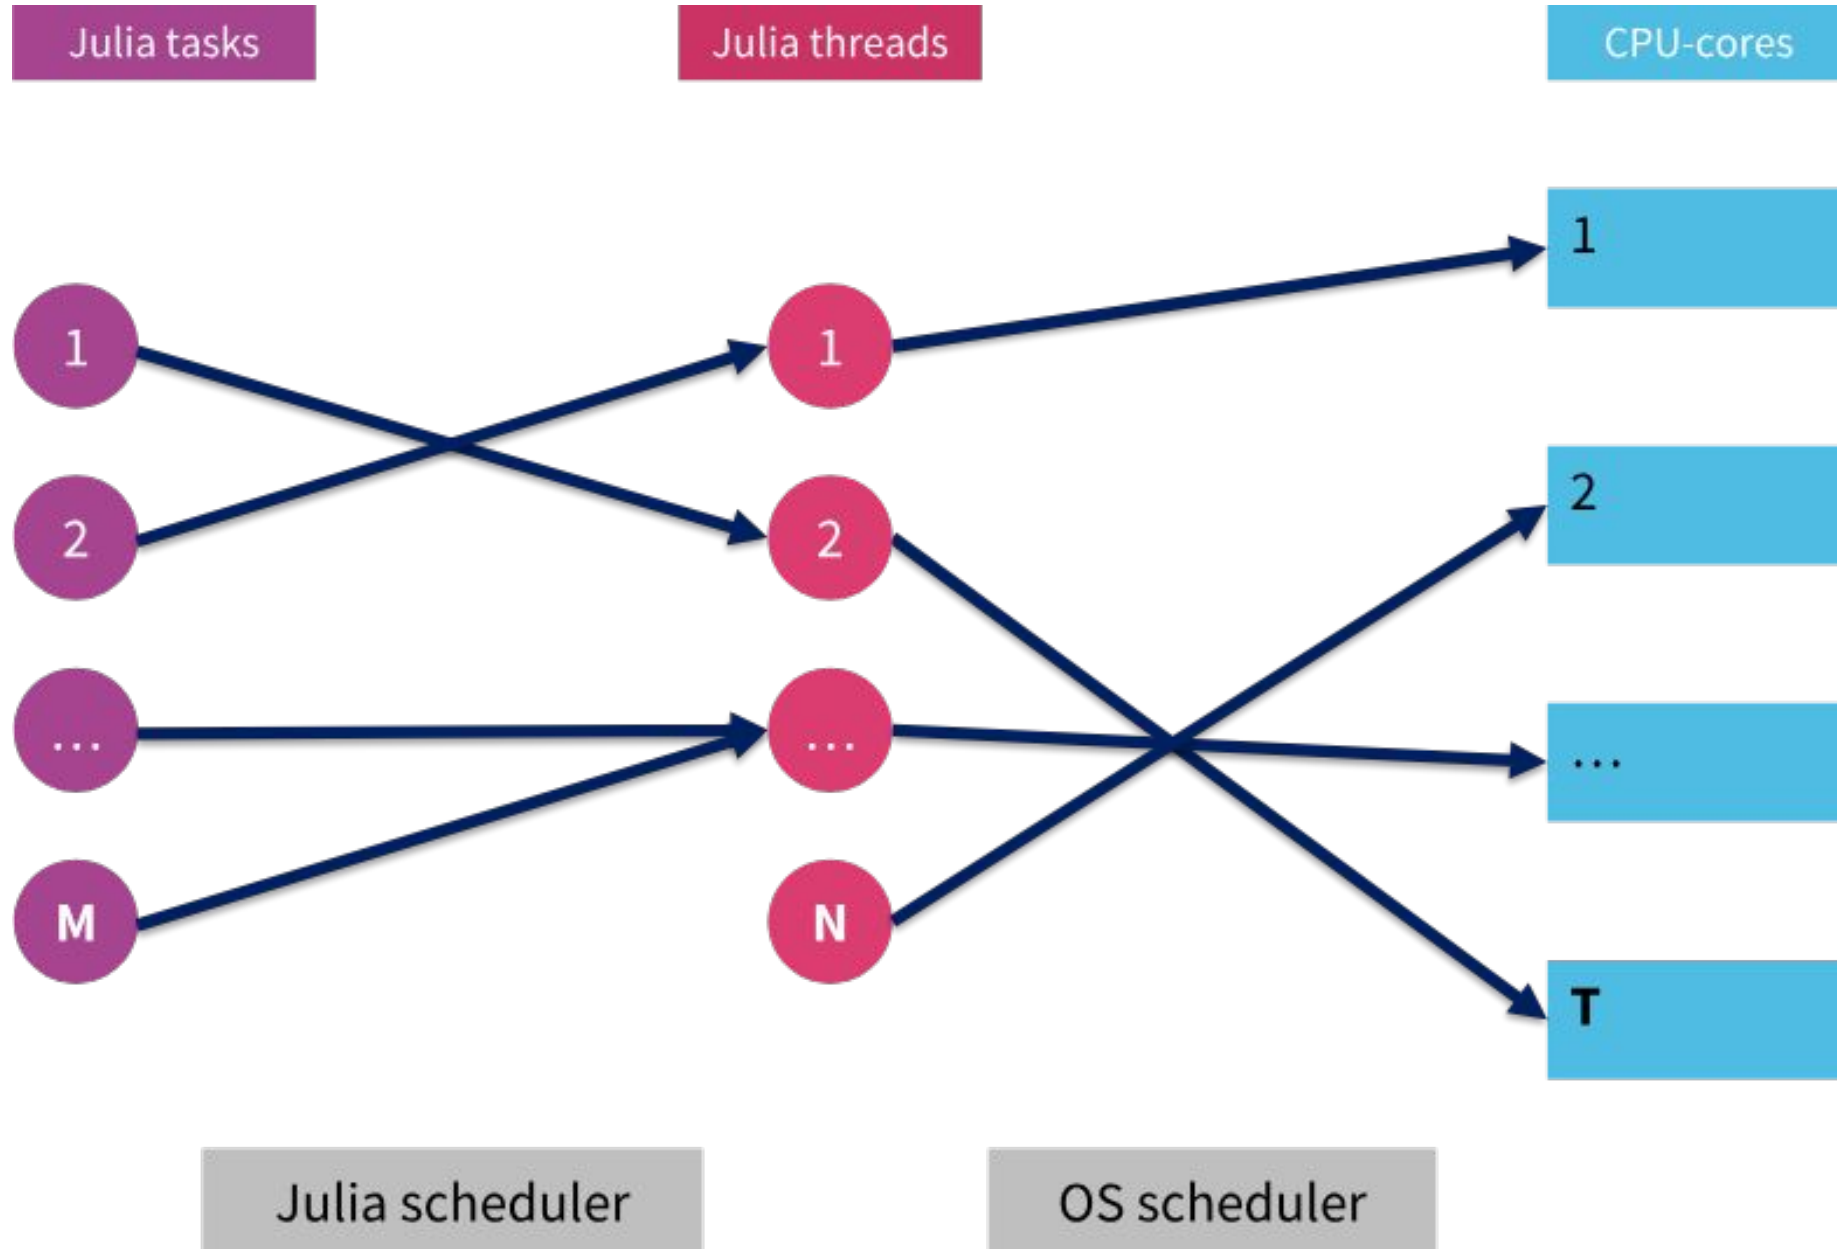 Julia tasks
Julia threads
CPU-cores
1
1
1
2
2
2
…
…
…
M
N
T
Julia scheduler
OS scheduler